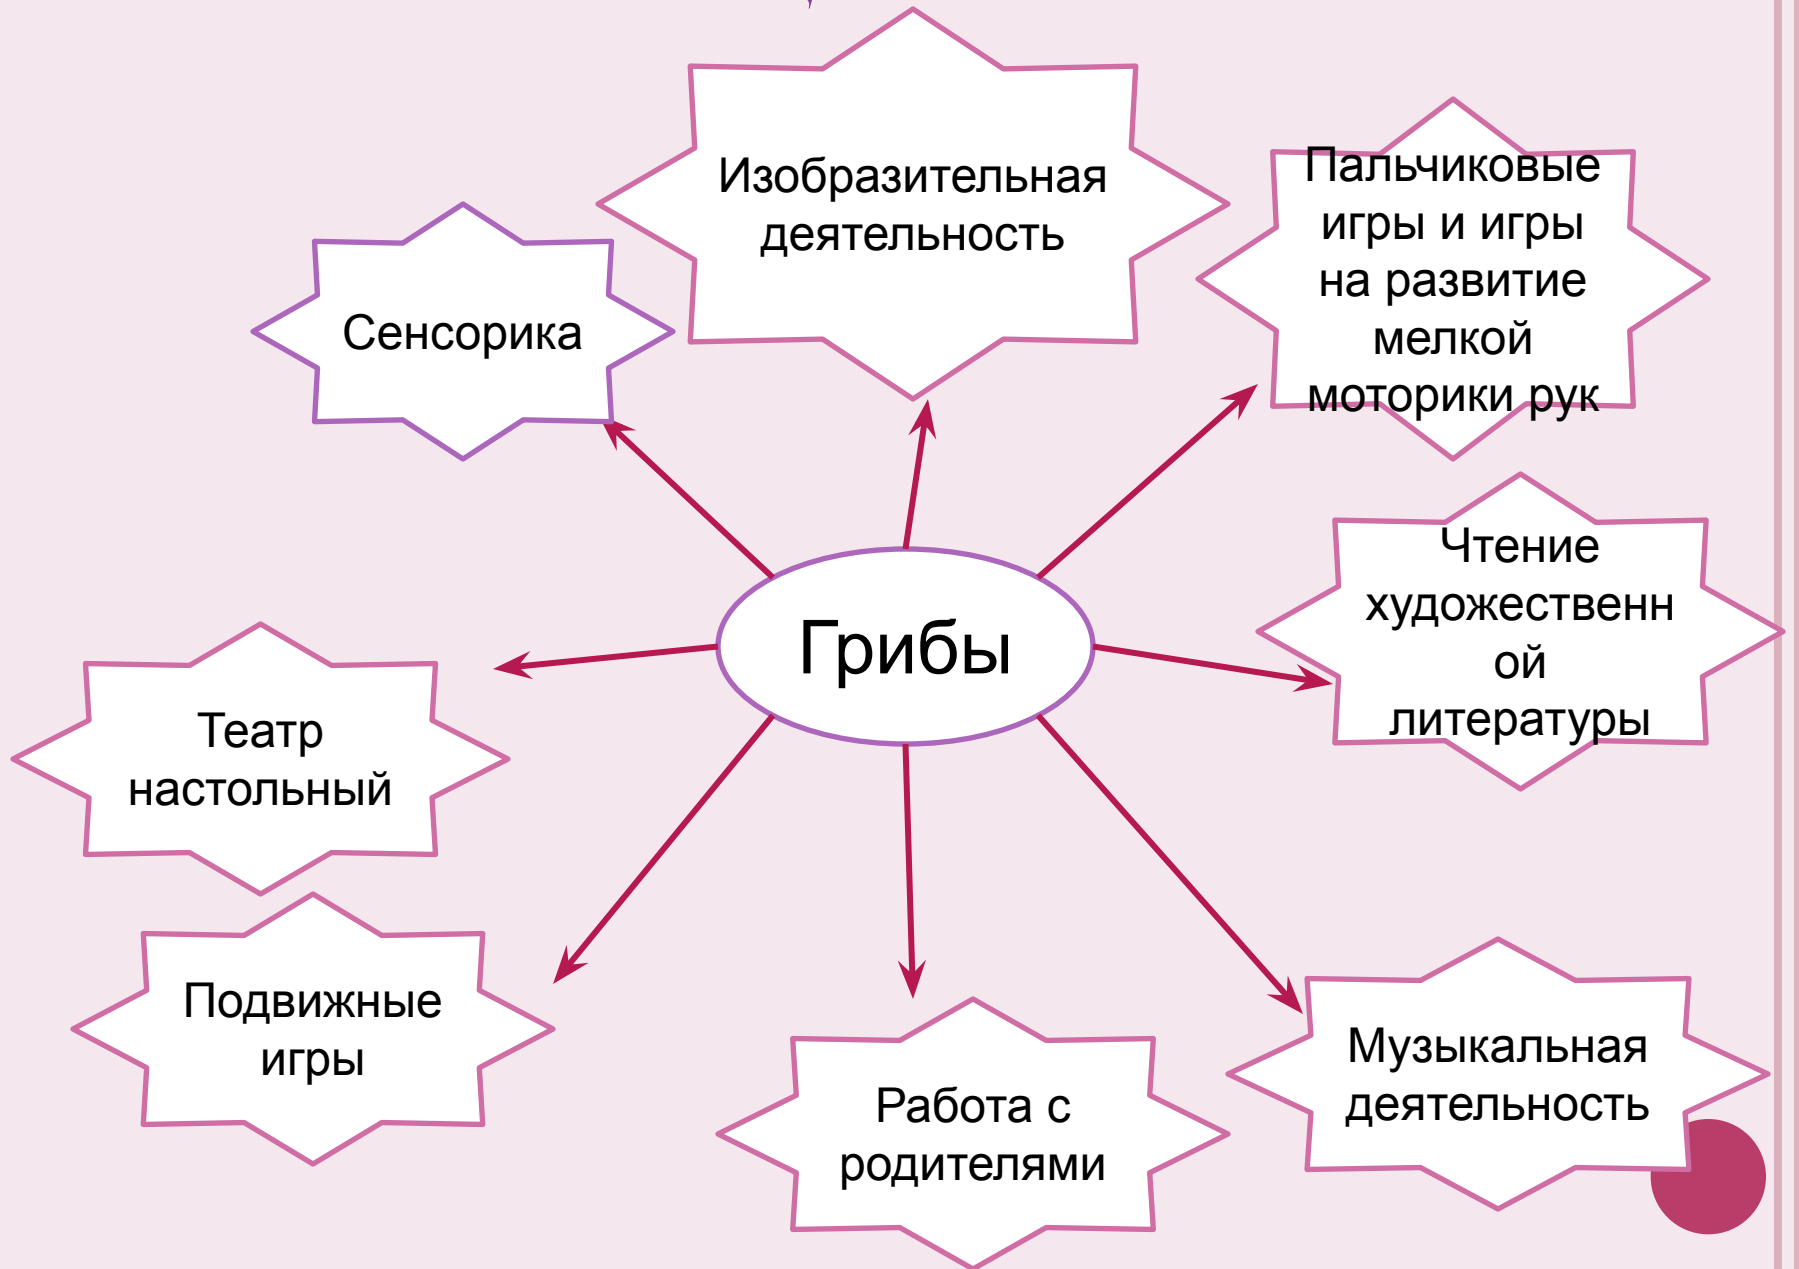 Изобразительная
деятельность
Пальчиковые
игры и игры
на развитие
мелкой
моторики рук
Сенсорика
Чтение
художественн
ой
литературы
Грибы
Театр
настольный
Подвижные
игры
Работа с
родителями
Музыкальная
деятельность